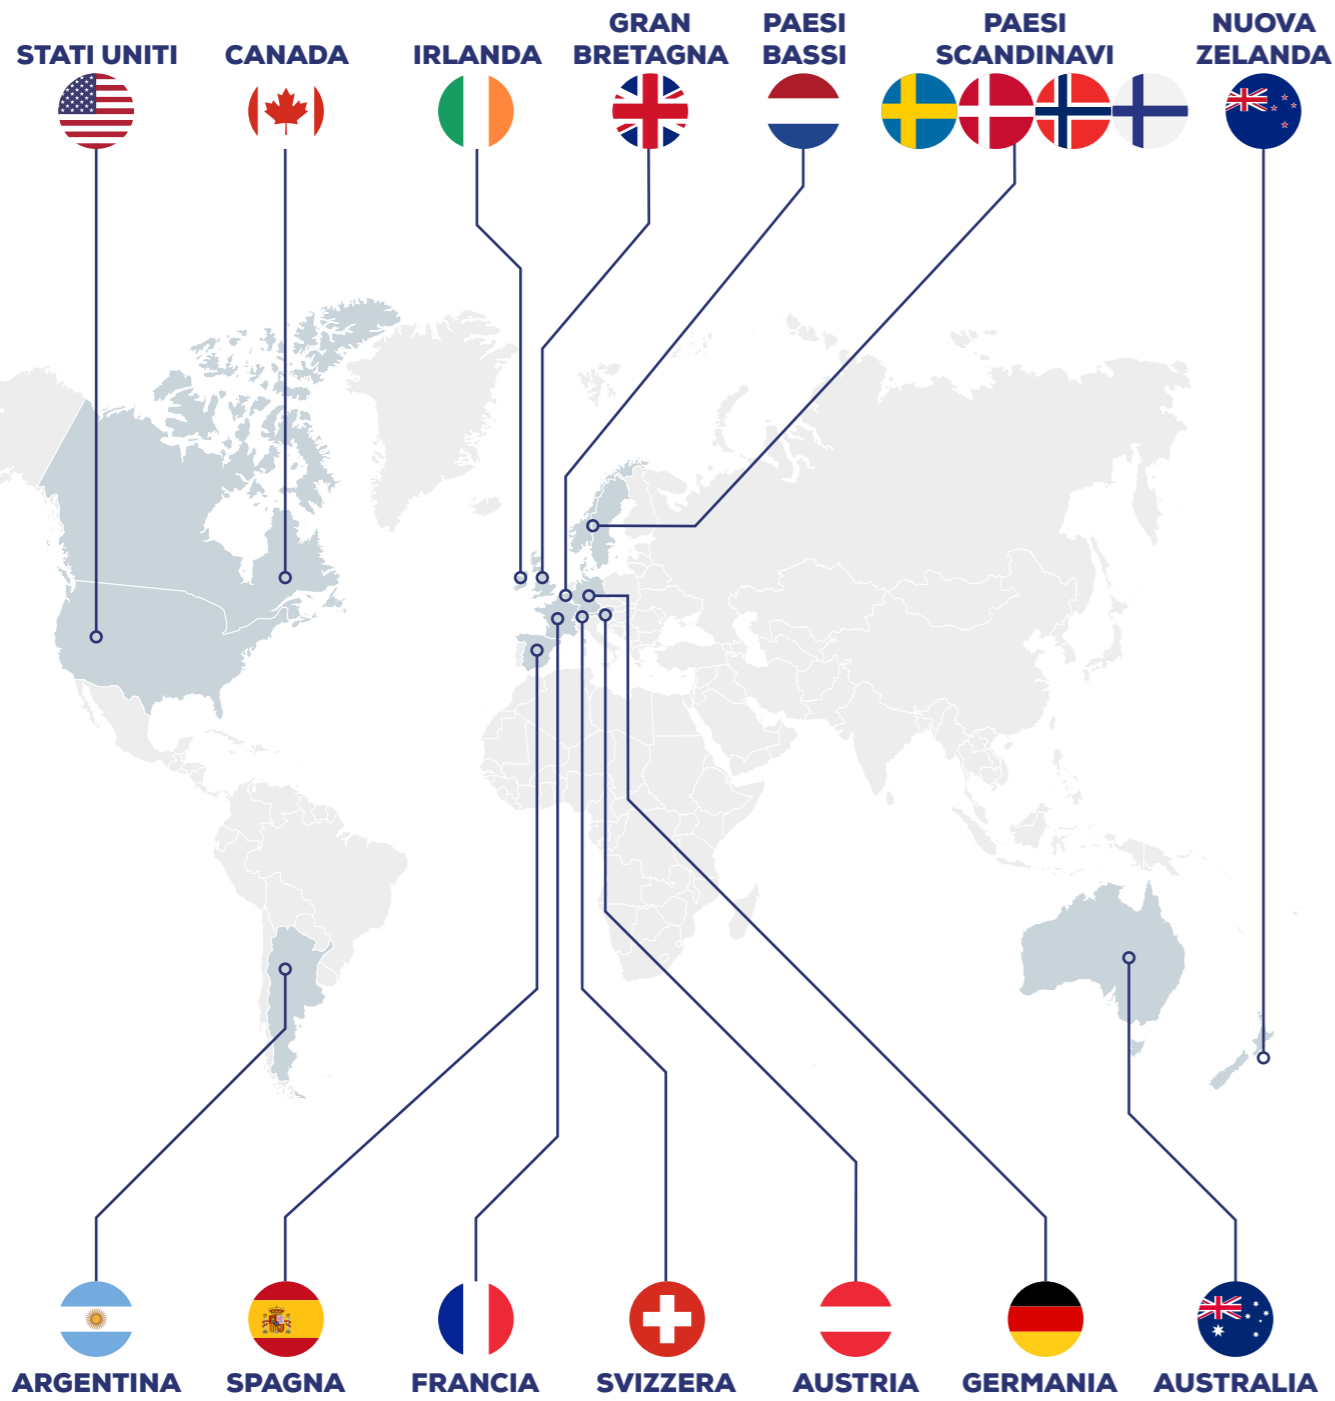 STATI UNITI
CANADA
IRLANDA
GRAN
BRETAGNA
PAESI
BASSI
PAESI
SCANDINAVI
NUOVA
ZELANDA
ARGENTINA
SPAGNA
FRANCIA
SVIZZERA
AUSTRIA
GERMANIA
AUSTRALIA